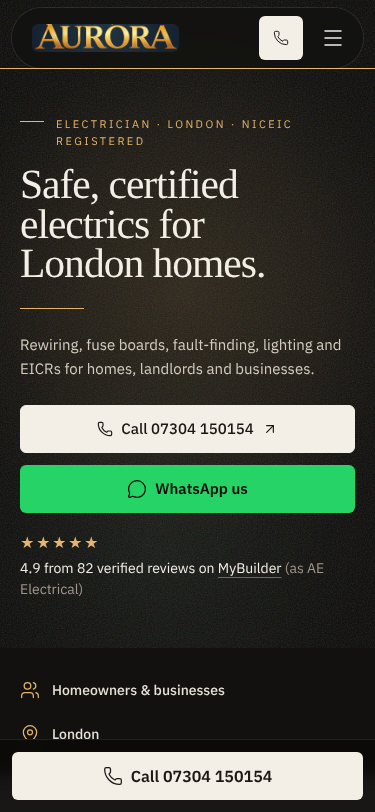 AURORA
ELECTRICIAN · LONDON · NICEIC
REGISTERED
Safe, certified
electrics for
London homes.
Rewiring, fuse boards, fault-finding, lighting and
EICRs for homes, landlords and businesses.
Call 07304 150154
WhatsApp us
★★★★★
4.9 from 82 verified reviews on MyBuilder (as AE
Electrical)
Homeowners & businesses
London
Call 07304 150154